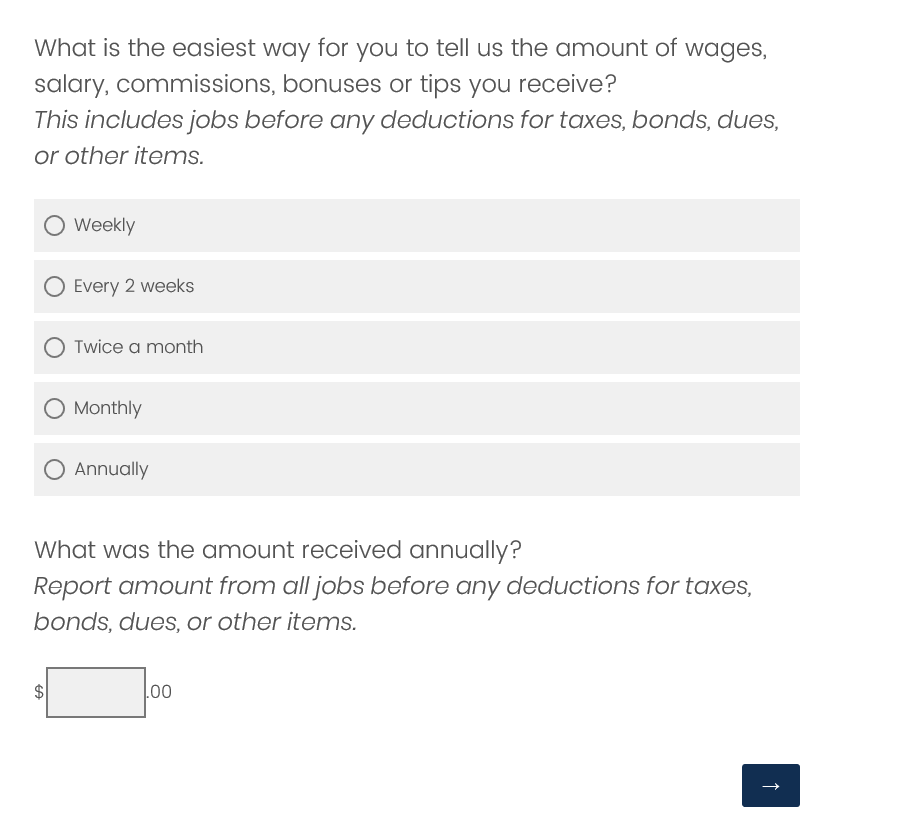 What is the easiest way for you to tell us the amount of wages,
salary, commissions, bonuses or tips you receive?
This includes jobs before any deductions for taxes, bonds, dues,
or other items.
Weekly
Every 2 weeks
Twice a month
Monthly
Annually
What was the amount received annually?
Report amount from all jobs before any deductions for taxes,
bonds, dues, or other items.
$ .00
→